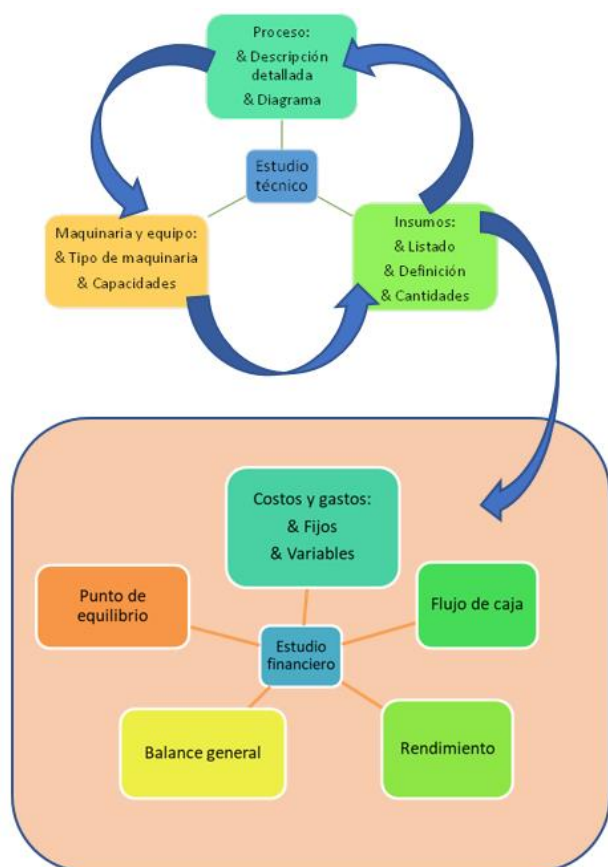 Proceso:
& Descripción
detallada
& Diagrama
Estudio
técnico
Maquinaria y equipo:
& Tipo de maquinaria
& Capacidades
Insumos:
& Listado
& Definición
& Cantidades
Costos y gastos:
& Fijos
& Variables
Punto de
equilibrio
Flujo de caja
Estudio
financiero
Balance general
Rendimiento